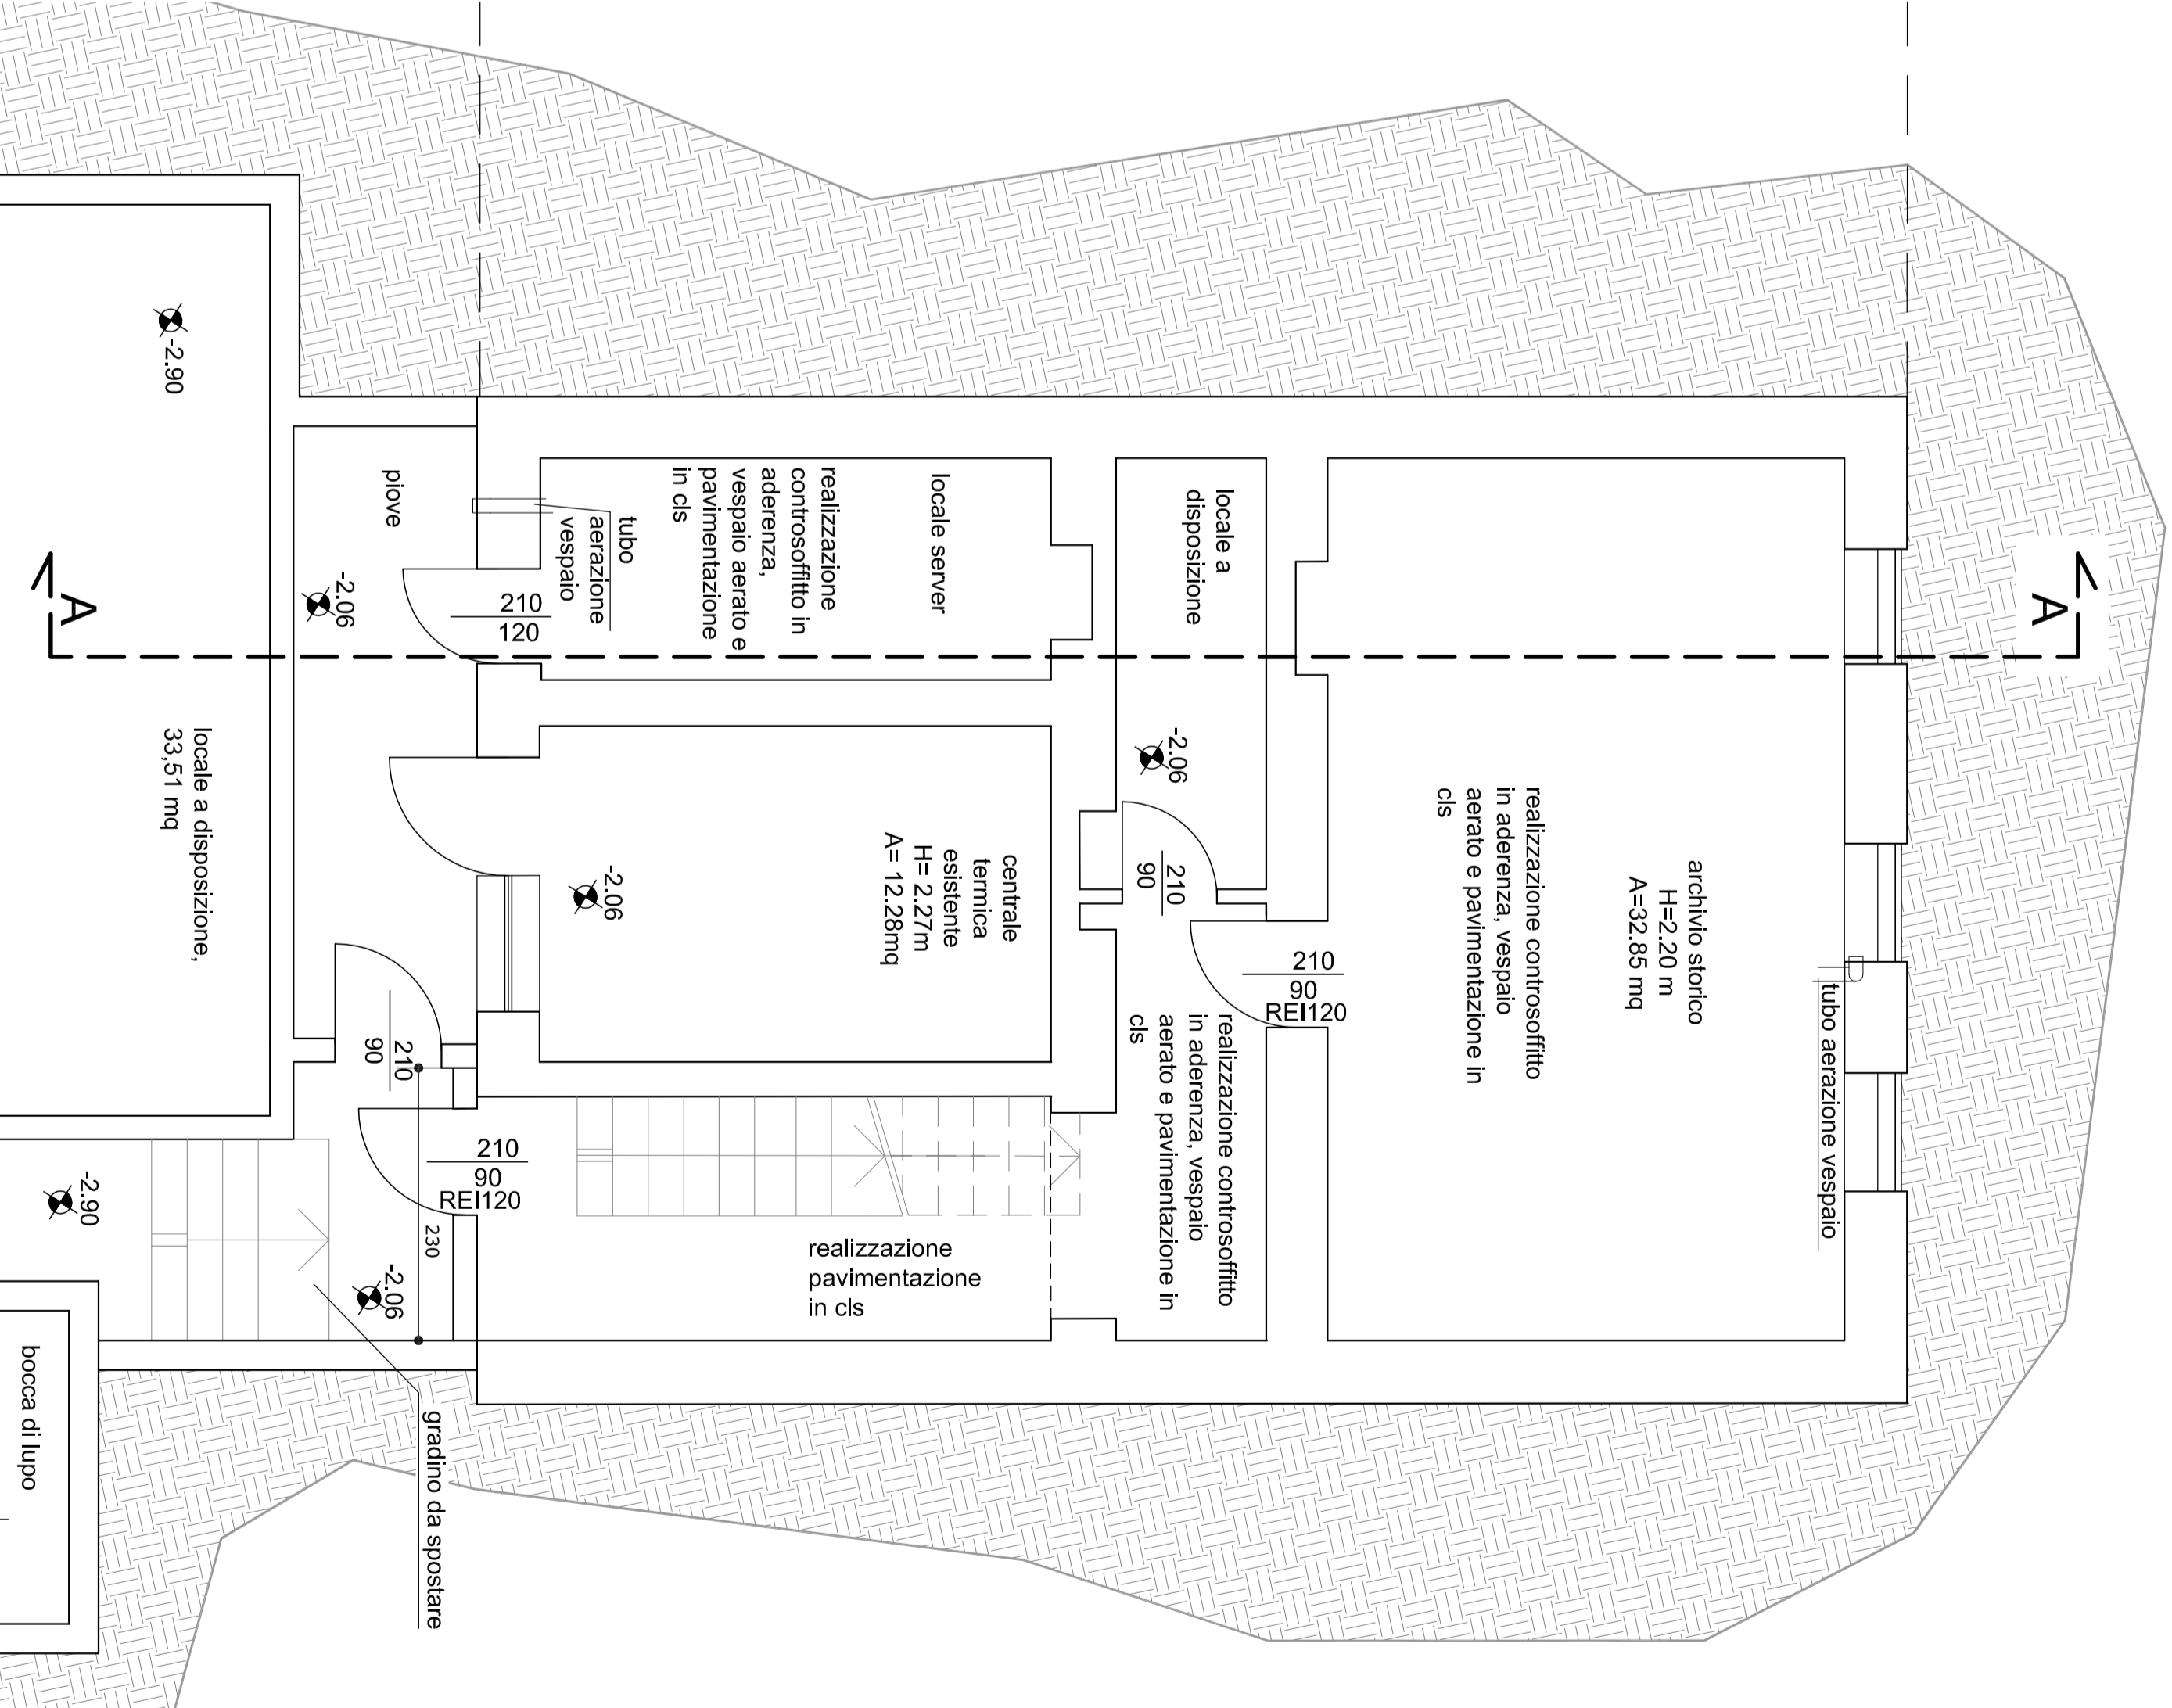 A
A
archivio storico
H=2.20 m
A=32.85 mq
realizzazione controsoffitto
in aderenza, vespaio
aerato e pavimentazione in
cls
tubo aerazione vespaio
locale a
disposizione
-2.06
210
90
210
90
REI120
realizzazione controsoffitto
in aderenza, vespaio
aerato e pavimentazione in
cls
locale server
realizzazione
controsoffitto in
aderenza,
vespaio aerato e
pavimentazione
in cls
tubo
aerazione
vespaio
210
120
centrale
termica
esistente
H= 2.27m
A= 12.28mq
-2.06
realizzazione
pavimentazione
in cls
piove
-2.06
210
90
210
90
REI120
230
-2.06
gradino da spostare
-2.90
locale a disposizione,
33,51 mq
-2.90
bocca di lupo